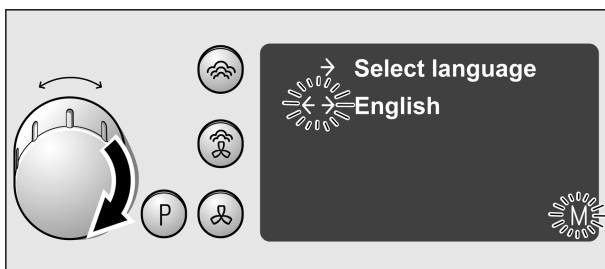 → Select language
← → English
P
M